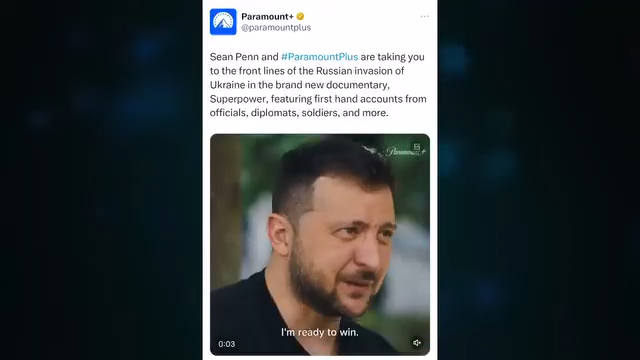 Paramount+
@paramountplus
Sean Penn and #ParamountPlus are taking you
to the front lines of the Russian invasion of
Ukraine in the brand new documentary,
Superpower, featuring first hand accounts from
officials, diplomats, soldiers, and more.
Paramount+
I'm ready to win.
0:03